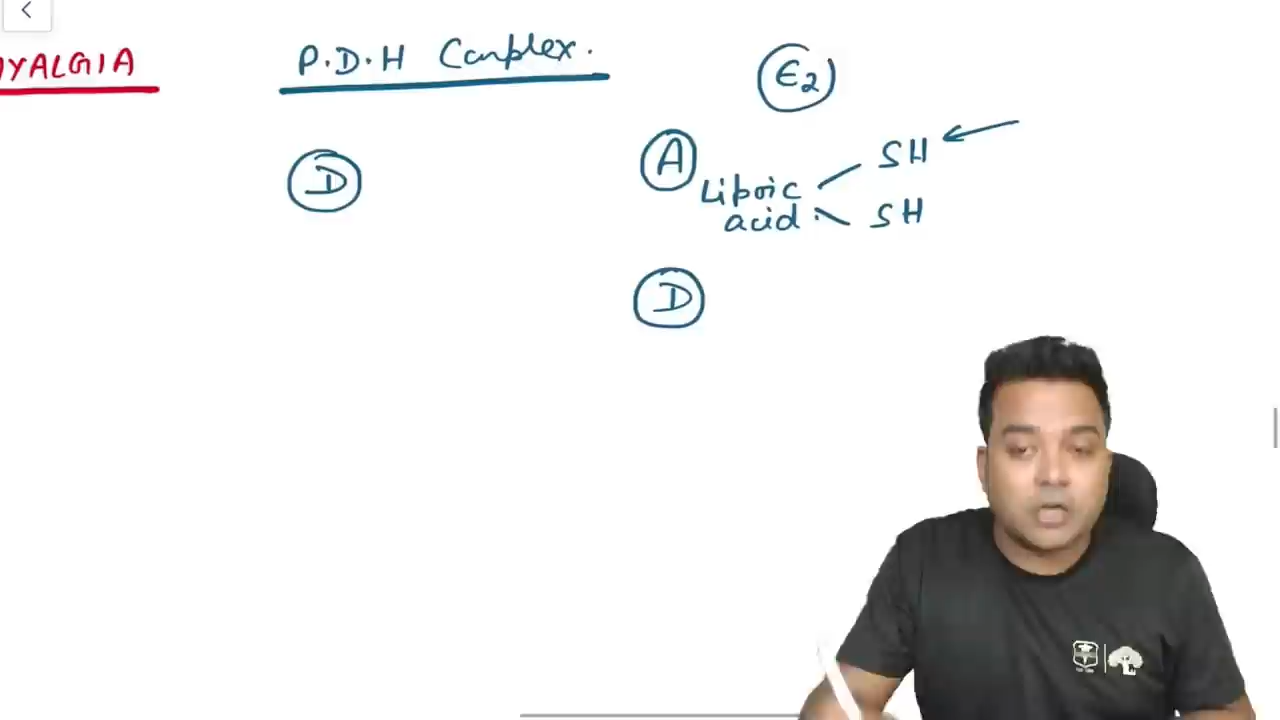 YALGIA
P.D.H Complex.
E2
A
Lipoic
acid
SH
SH
D
D